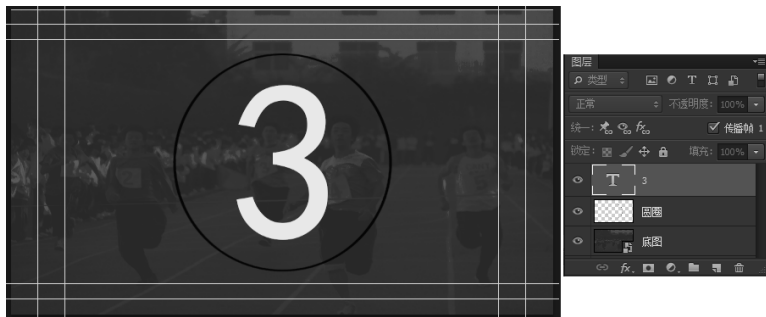 3
图层
类型
正常 不透明度: 100%
统一: 传播帧 1
锁定: 填充: 100%
T 3
圆圈
底图
fx